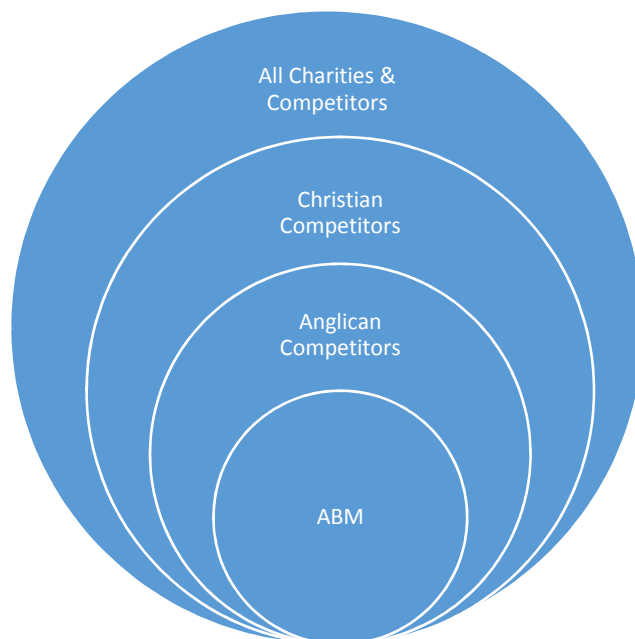 All Charities &
Competitors
Christian
Competitors
Anglican
Competitors
ABM